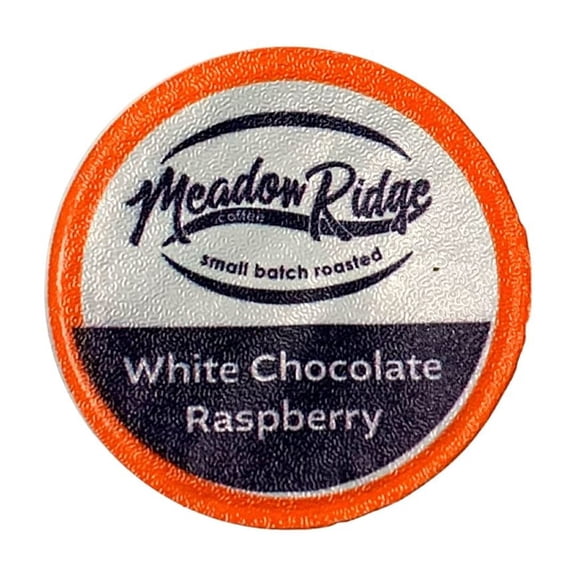 Meadow Ridge
coffee
small batch roasted
White Chocolate
Raspberry